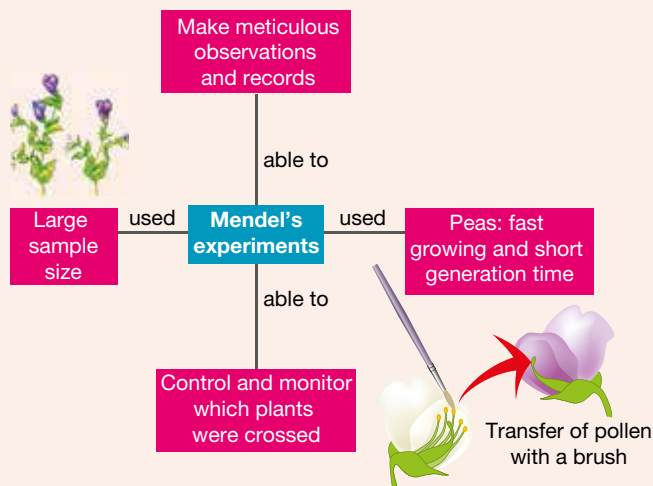 Make meticulous
observations
and records
able to
Large
sample
size
used
Mendel's
experiments
used
Peas: fast
growing and short
generation time
able to
Control and monitor
which plants
were crossed
Transfer of pollen
with a brush